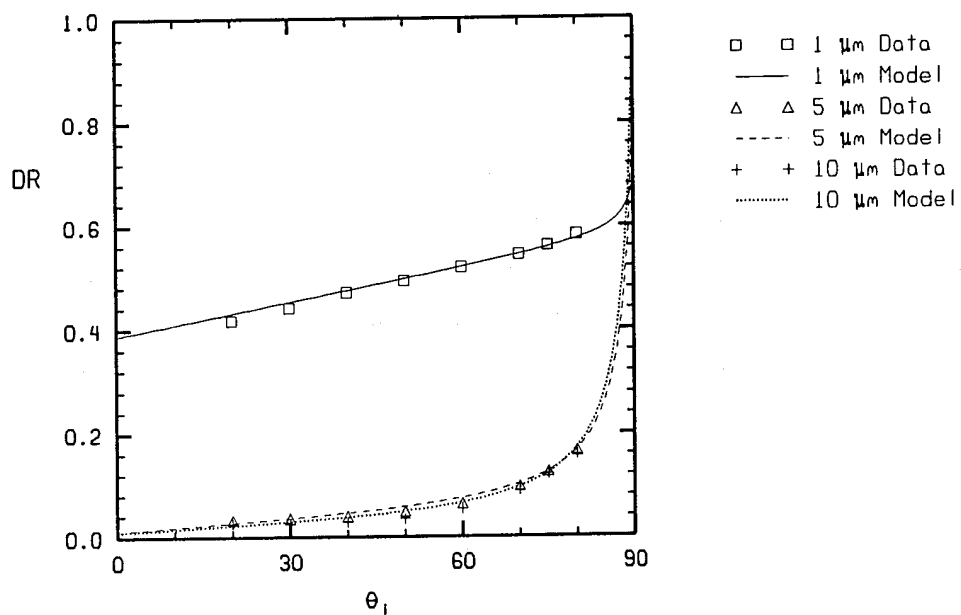 1.0
0.8
DR
0.6
0.4
0.2
0.0
0 30 60 90
θi
1 μm Data
1 μm Model
5 μm Data
5 μm Model
10 μm Data
10 μm Model